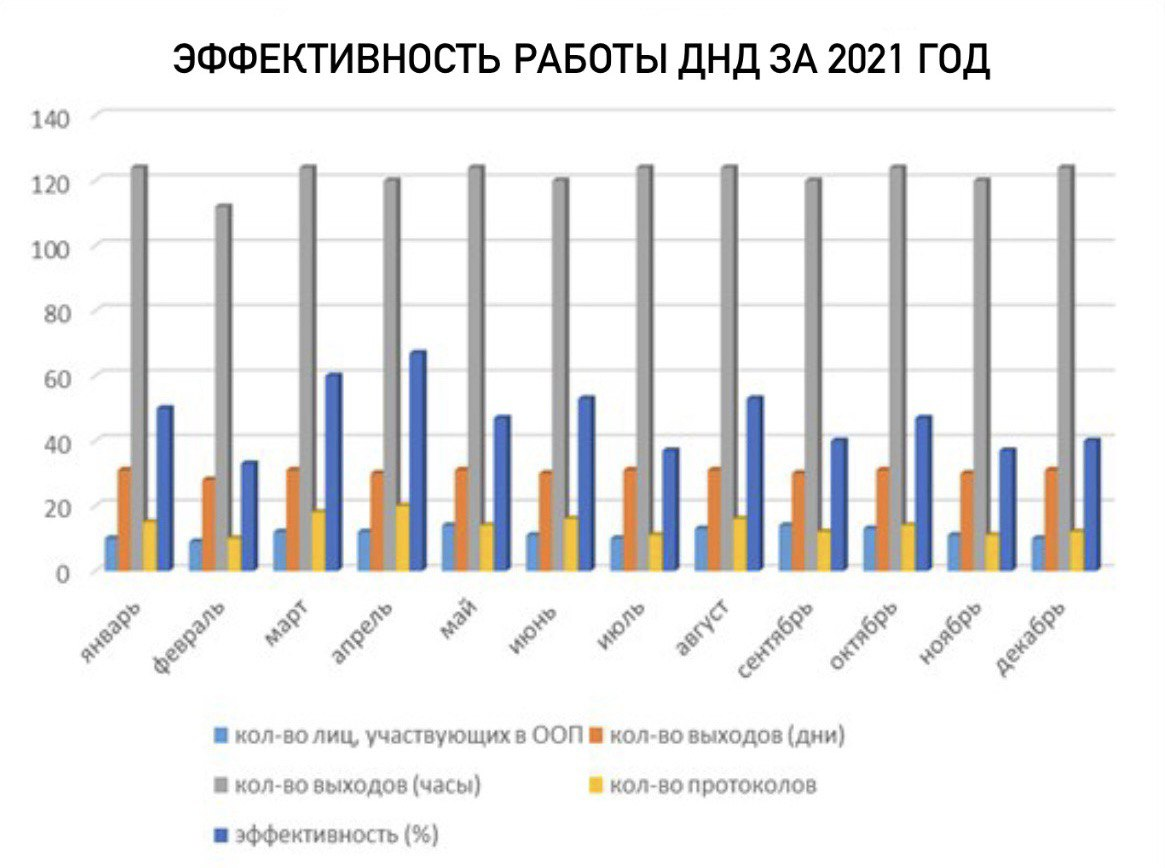 ЭФФЕКТИВНОСТЬ РАБОТЫ ДНД ЗА 2021 ГОД
140
120
100
80
60
40
20
0
январь февраль март апрель май июнь июль август сентябрь октябрь ноябрь декабрь
кол-во лиц, участвующих в ООП кол-во выходов (дни)
кол-во выходов (часы) кол-во протоколов
эффективность (%)